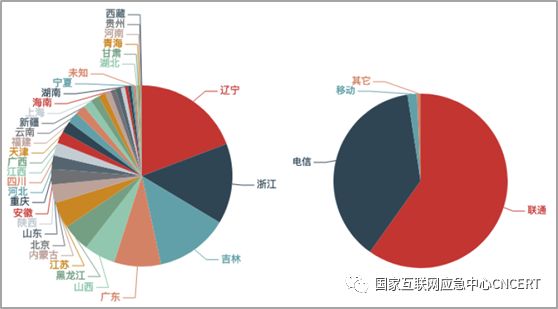 西藏
贵州
河南
青海
甘肃
湖北
未知
宁夏
湖南
海南
上海
新疆
云南
福建
天津
广西
江西
四川
河北
重庆
安徽
陕西
山东
北京
内蒙古
江苏
黑龙江
山西
广东
吉林
浙江
辽宁
其它
移动
电信
联通
国家互联网应急中心CNCERT